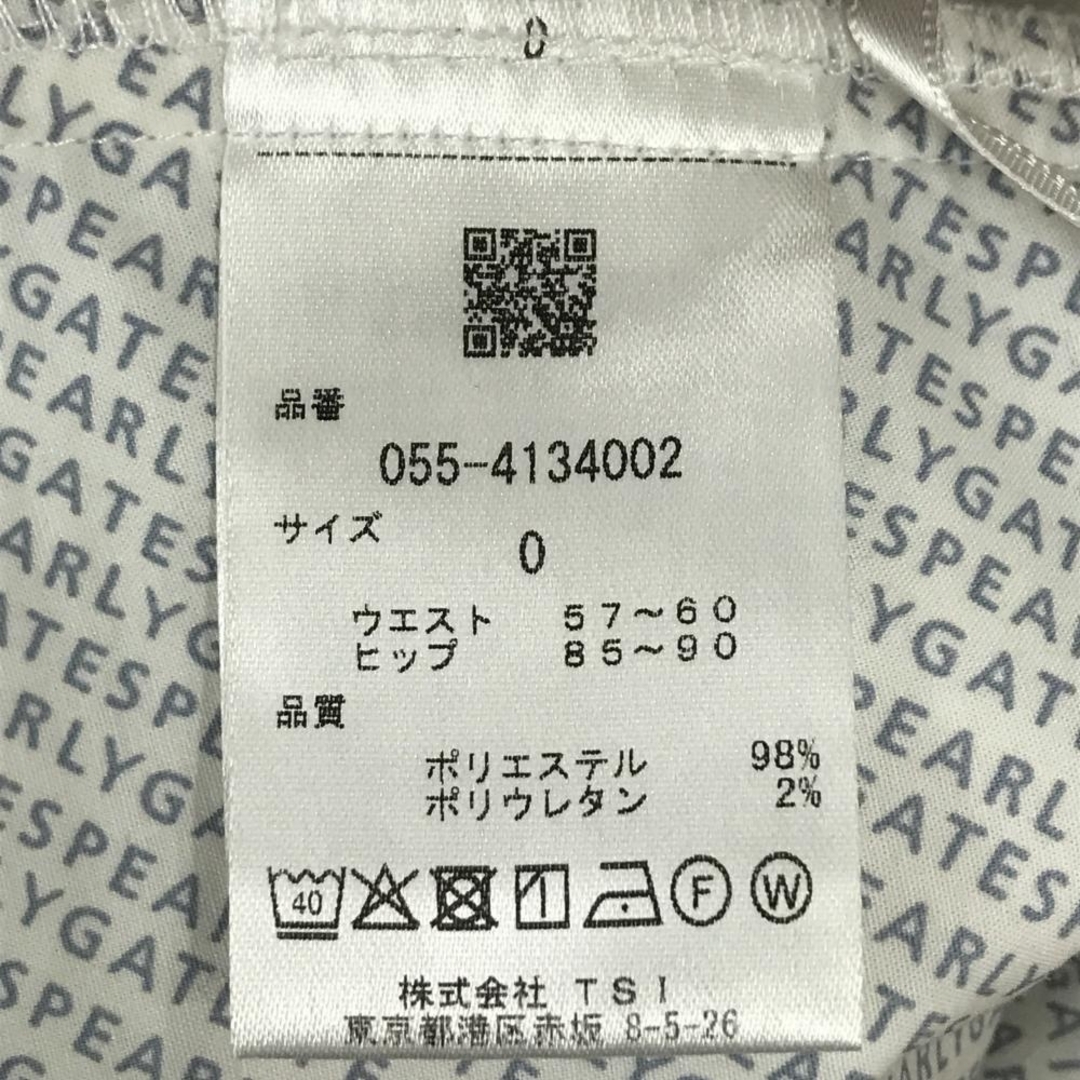 0
品番
055-4134002
サイズ
0
ウエスト 57～60
ヒップ 85～90
品質
ポリエステル 98%
ポリウレタン 2%
40
F W
株式会社 TSI
東京都港区赤坂 8-5-26
PEARLYGATES